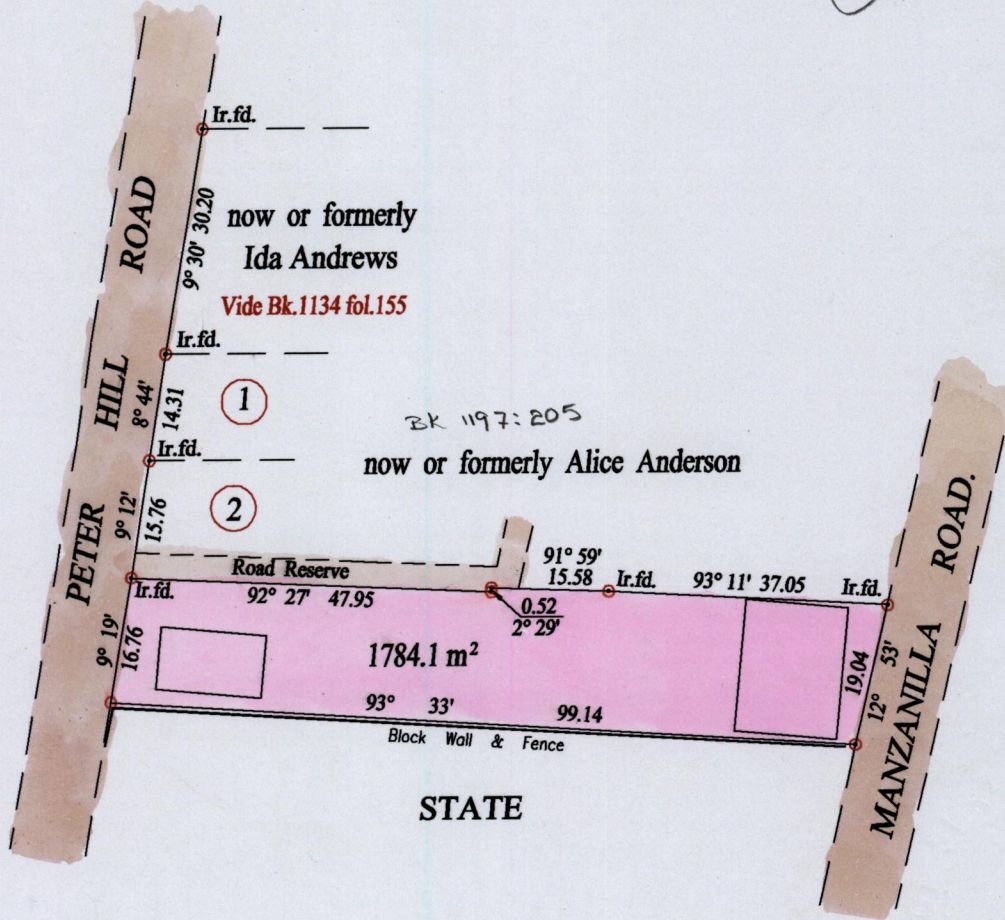 Ir.fd.
now or formerly
Ida Andrews
Vide Bk.1134 fol.155
9° 30' 30.20
PETER HILL ROAD
Ir.fd.
1
8° 44'
14.31
BK 1197:205
Ir.fd.
now or formerly Alice Anderson
2
9° 12'
15.76
91° 59'
15.58
Road Reserve
Ir.fd.
92° 27' 47.95
Ir.fd.
93° 11' 37.05
Ir.fd.
0.52
2° 29'
9° 19'
16.76
1784.1 m²
19.04
12° 53'
93° 33' 99.14
Block Wall & Fence
MANZANILLA ROAD.
STATE